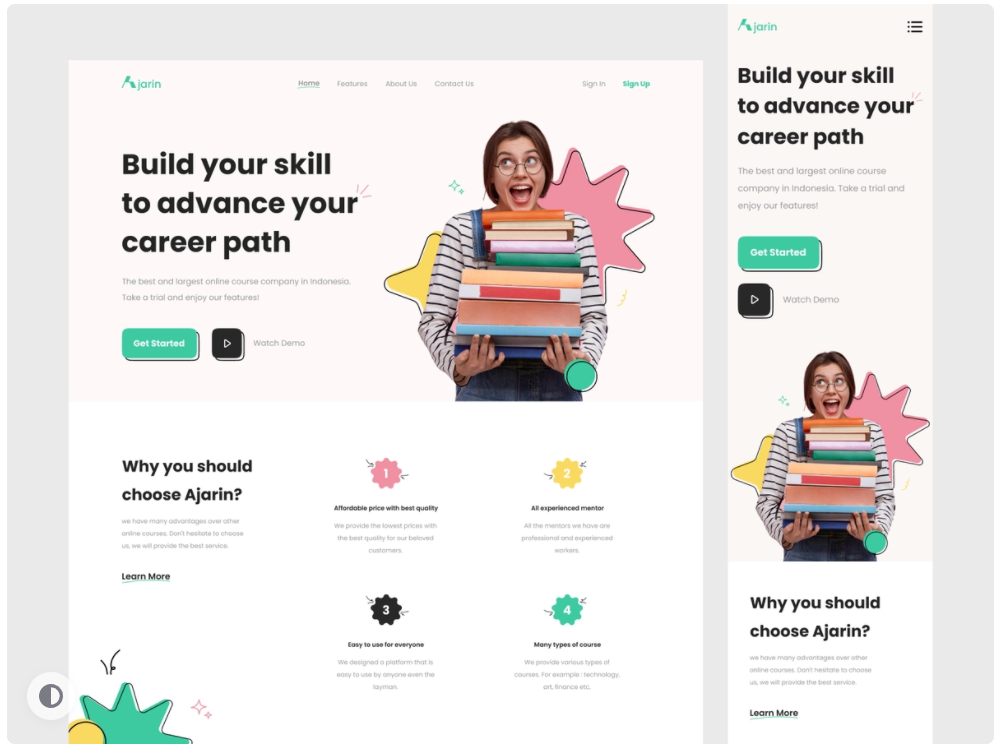 Ajarin
Home Features About Us Contact Us
Sign In Sign Up
Build your skill
to advance your
career path
The best and largest online course company in Indonesia.
Take a trial and enjoy our features!
Get Started
Watch Demo
Why you should
choose Ajarin?
we have many advantages over other
online courses. Don't hesitate to choose
us, we will provide the best service.
Learn More
1
Affordable price with best quality
We provide the lowest prices with
the best quality for our beloved
customers.
2
All experienced mentor
All the mentors we have are
professional and experienced
workers.
3
Easy to use for everyone
We designed a platform that is
easy to use by anyone even the
layman.
4
Many types of course
We provide various types of
courses. For example : technology,
art, finance etc.
Ajarin
Build your skill
to advance your
career path
The best and largest online course
company in Indonesia. Take a trial and
enjoy our features!
Get Started
Watch Demo
Why you should
choose Ajarin?
we have many advantages over other
online courses. Don't hesitate to choose
us, we will provide the best service.
Learn More